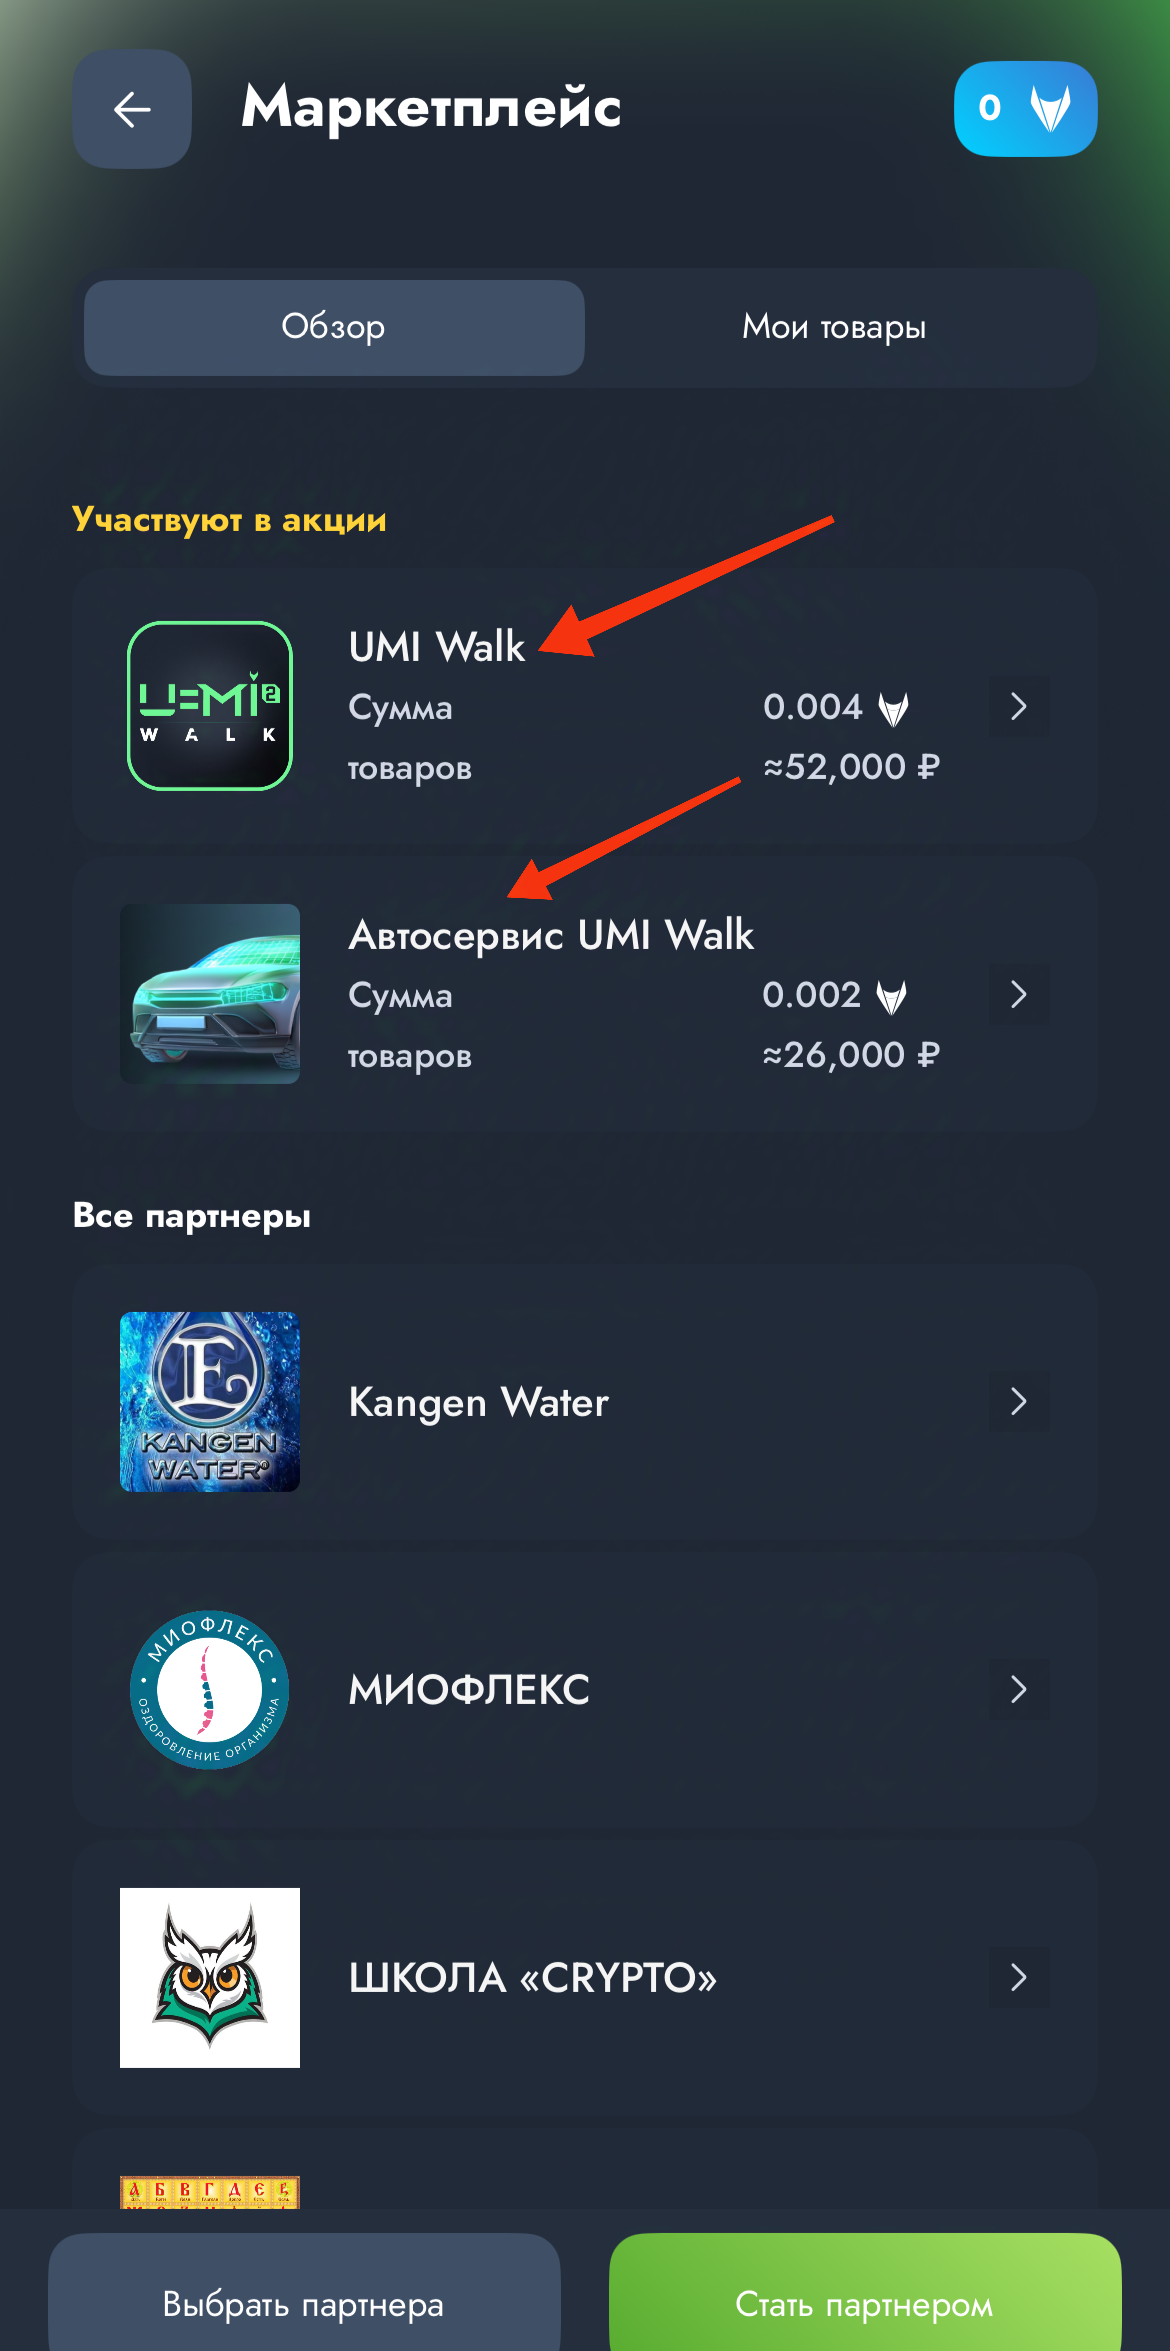 Маркетплейс
0
Обзор
Мои товары
Участвуют в акции
UMI 2
WALK
UMI Walk
Сумма
товаров
0.004
≈52,000 ₽
Автосервис UMI Walk
Сумма
товаров
0.002
≈26,000 ₽
Все партнеры
E
KANGEN
WATER®
Kangen Water
МИОФЛЕКС
ОЗДОРОВЛЕНИЕ ОРГАНИЗМА
МИОФЛЕКС
ШКОЛА «CRYPTO»
А Б В Г Д Є
Выбрать партнера
Стать партнером